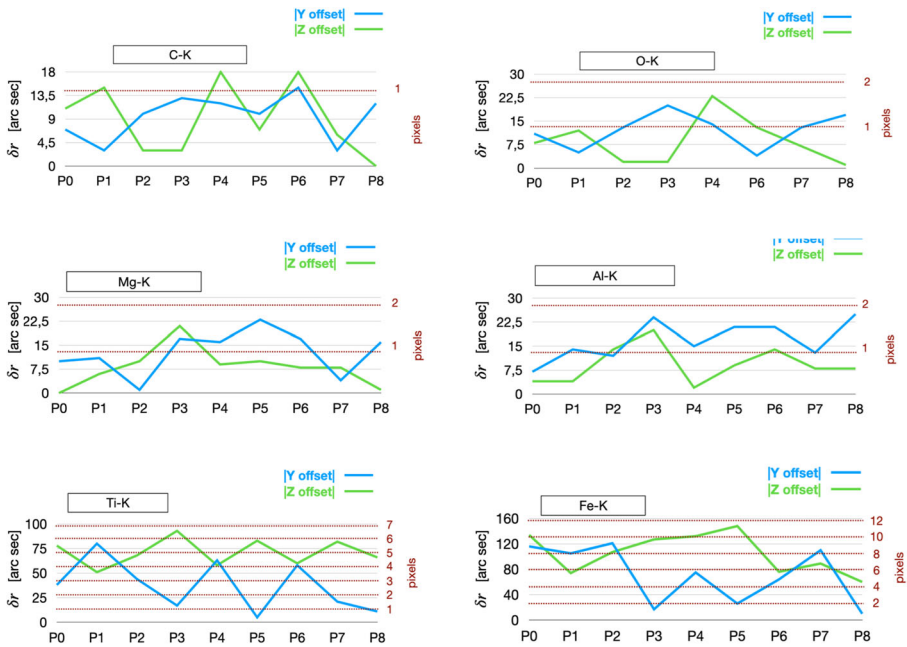 |Y offset|
|Z offset|
C-K
δr [arc sec]
18
13,5
9
4,5
0
1
pixels
P0 P1 P2 P3 P4 P5 P6 P7 P8
|Y offset|
|Z offset|
O-K
δr [arc sec]
30
22,5
15
7,5
0
2
1
pixels
P0 P1 P2 P3 P4 P6 P7 P8
|Y offset|
|Z offset|
Mg-K
δr [arc sec]
30
22,5
15
7,5
0
2
1
pixels
P0 P1 P2 P3 P4 P5 P6 P7 P8
|Y offset|
|Z offset|
Al-K
δr [arc sec]
30
22,5
15
7,5
0
2
1
pixels
P0 P1 P2 P3 P4 P5 P6 P7 P8
|Y offset|
|Z offset|
Ti-K
δr [arc sec]
100
75
50
25
0
7
6
5
4
3
2
1
pixels
P0 P1 P2 P3 P4 P5 P6 P7 P8
|Y offset|
|Z offset|
Fe-K
δr [arc sec]
160
120
80
40
0
12
10
8
6
4
2
pixels
P0 P1 P2 P3 P4 P5 P6 P7 P8